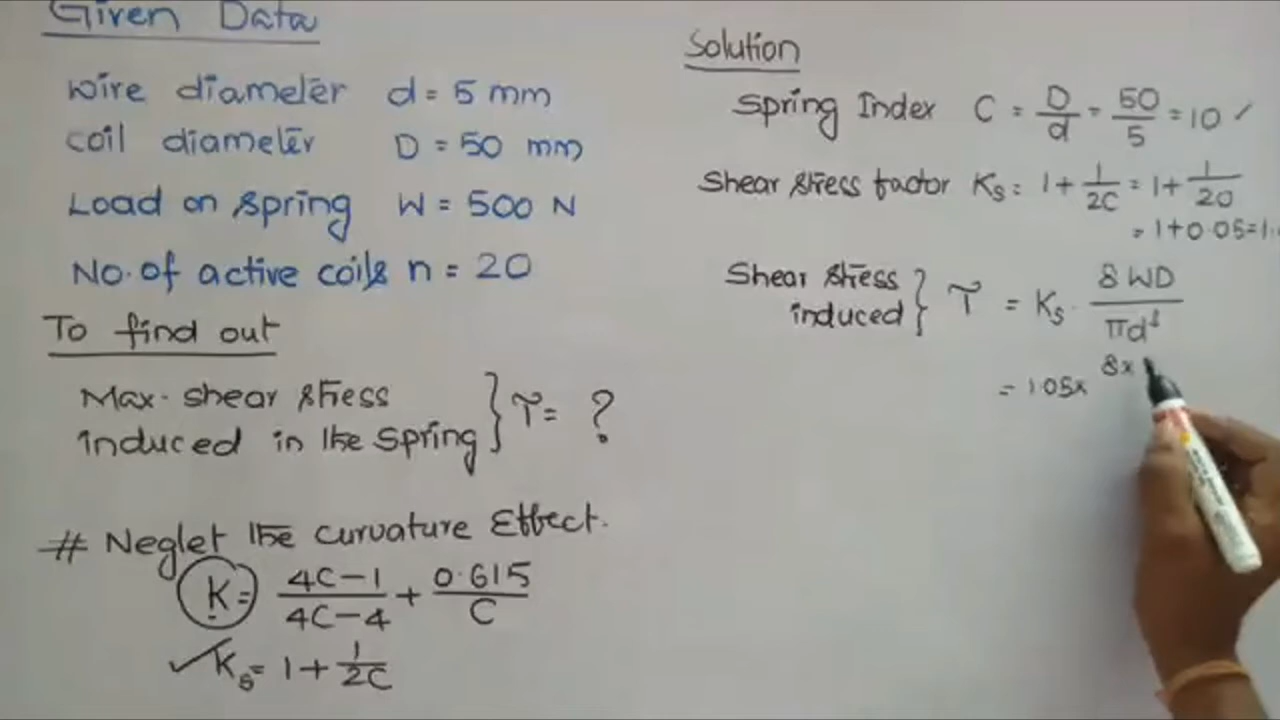 Given Data
Wire diameter d = 5 mm
coil diameter D = 50 mm
Load on spring W = 500 N
No. of active coils n = 20
To find out
Max. shear stress
induced in the spring } τ = ?
# Neglet the curvature Effect.
K = (4C-1)/(4C-4) + 0.615/C
✓ Ks = 1 + 1/2C
Solution
Spring Index C = D/d = 50/5 = 10 ✓
Shear stress factor Ks = 1 + 1/2C = 1 + 1/20
= 1+0.05=1.
Shear stress
induced } τ = Ks · 8WD/πd³
= 1.05x 8x